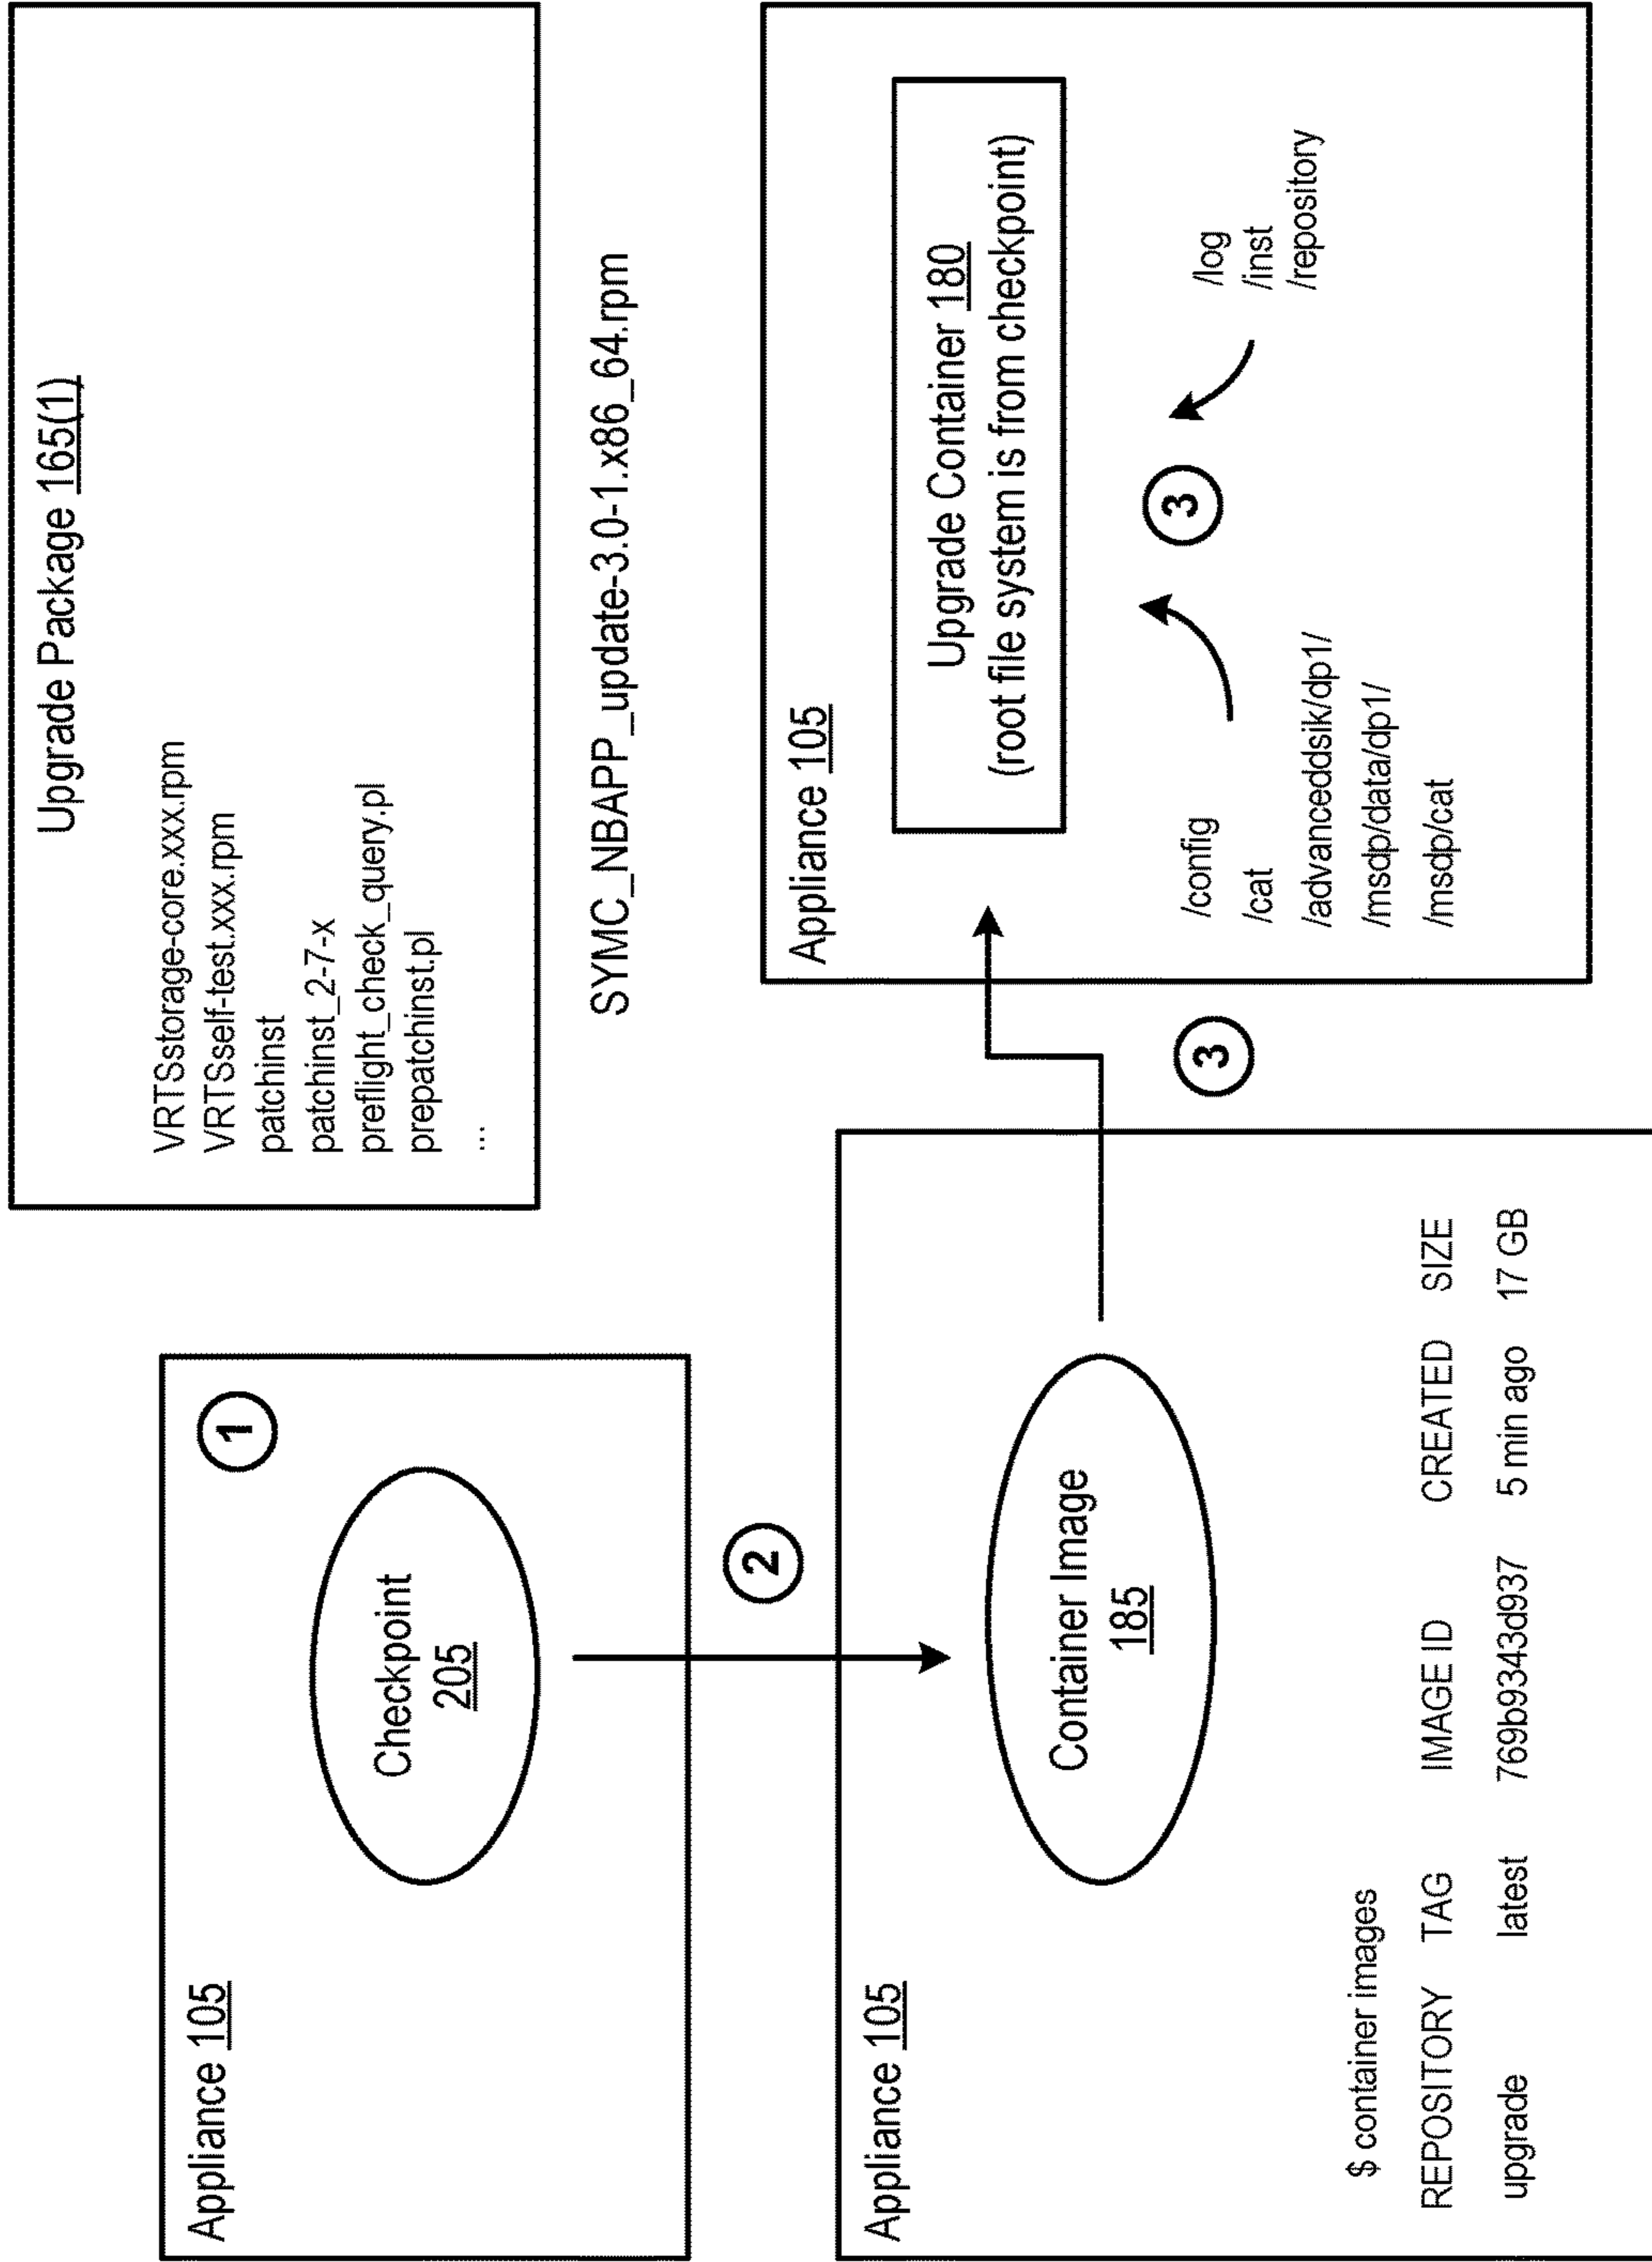 Appliance 105
1
Checkpoint
205
2
Upgrade Package 165(1)
VRTSstorage-core.xxx.rpm
VRTSself-test.xxx.rpm
patchinst
patchinst_2-7-x
preflight_check_query.pl
prepatchinst.pl
...
SYMC_NBAPP_update-3.0-1.x86_64.rpm
Appliance 105
Container Image
185
$ container images
REPOSITORY TAG IMAGE ID CREATED SIZE
upgrade latest 769b9343d937 5 min ago 17 GB
3
Appliance 105
Upgrade Container 180
(root file system is from checkpoint)
3
/config
/cat
/advanceddsik/dp1/
/msdp/data/dp1/
/msdp/cat
/log
/inst
/repository